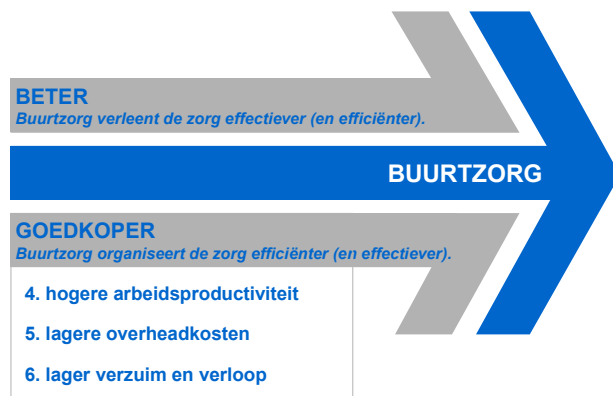 BETER
Buurtzorg verleent de zorg effectiever (en efficiënter).
BUURTZORG
GOEDKOPER
Buurtzorg organiseert de zorg efficiënter (en effectiever).
4. hogere arbeidsproductiviteit
5. lagere overheadkosten
6. lager verzuim en verloop